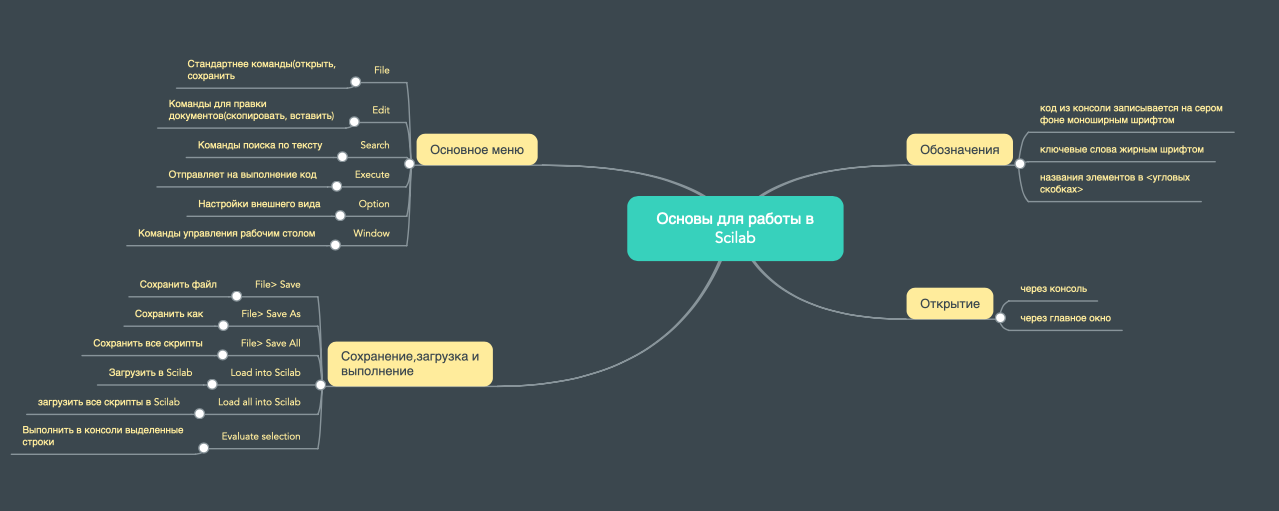 Основы для работы в
Scilab
Основное меню
File
Стандартнее команды(открыть,
сохранить
Edit
Команды для правки
документов(скопировать, вставить)
Search
Команды поиска по тексту
Execute
Отправляет на выполнение код
Option
Настройки внешнего вида
Window
Команды управления рабочим столом
Сохранение,загрузка и
выполнение
File> Save
Сохранить файл
File> Save As
Сохранить как
File> Save All
Сохранить все скрипты
Load into Scilab
Загрузить в Scilab
Load all into Scilab
загрузить все скрипты в Scilab
Evaluate selection
Выполнить в консоли выделенные
строки
Обозначения
код из консоли записывается на сером
фоне моноширным шрифтом
ключевые слова жирным шрифтом
названия элементов в <угловых
скобках>
Открытие
через консоль
через главное окно